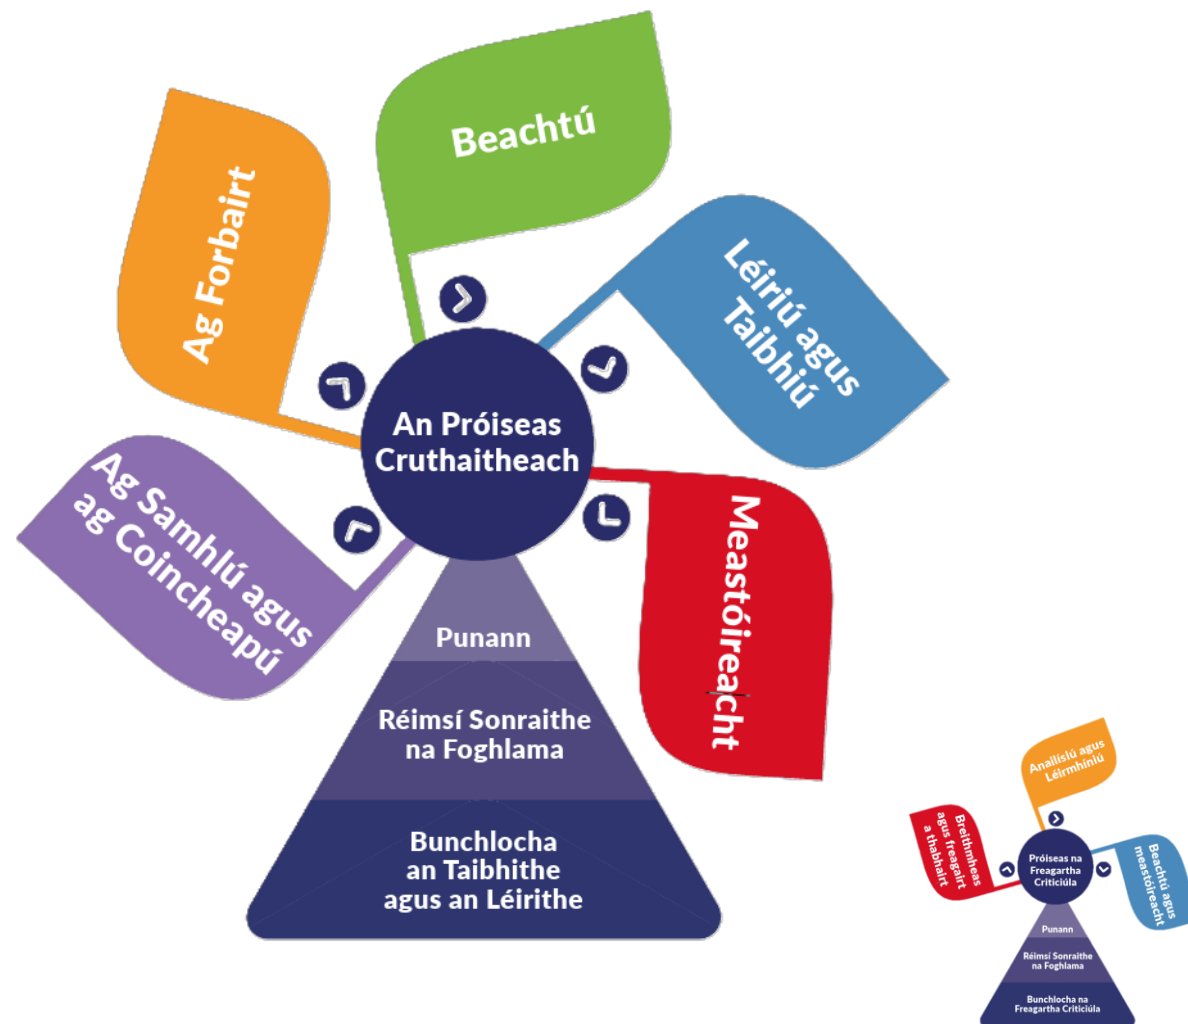 Beachtú
Ag Forbairt
Léiriú agus
Taibhiú
An Próiseas
Cruthaitheach
Ag Samhlú agus
ag Coincheapú
Meastóireacht
Punann
Réimsí Sonraithe
na Foghlama
Bunchlocha
an Taibhithe
agus an Léirithe
Anailísiú agus
Léirmhíniú
Breithmheas
agus freagairt
a thabhairt
Próiseas na
Freagartha
Criticiúla
Beachtú agus
meastóireacht
Punann
Réimsí Sonraithe
na Foghlama
Bunchlocha na
Freagartha Criticiúla